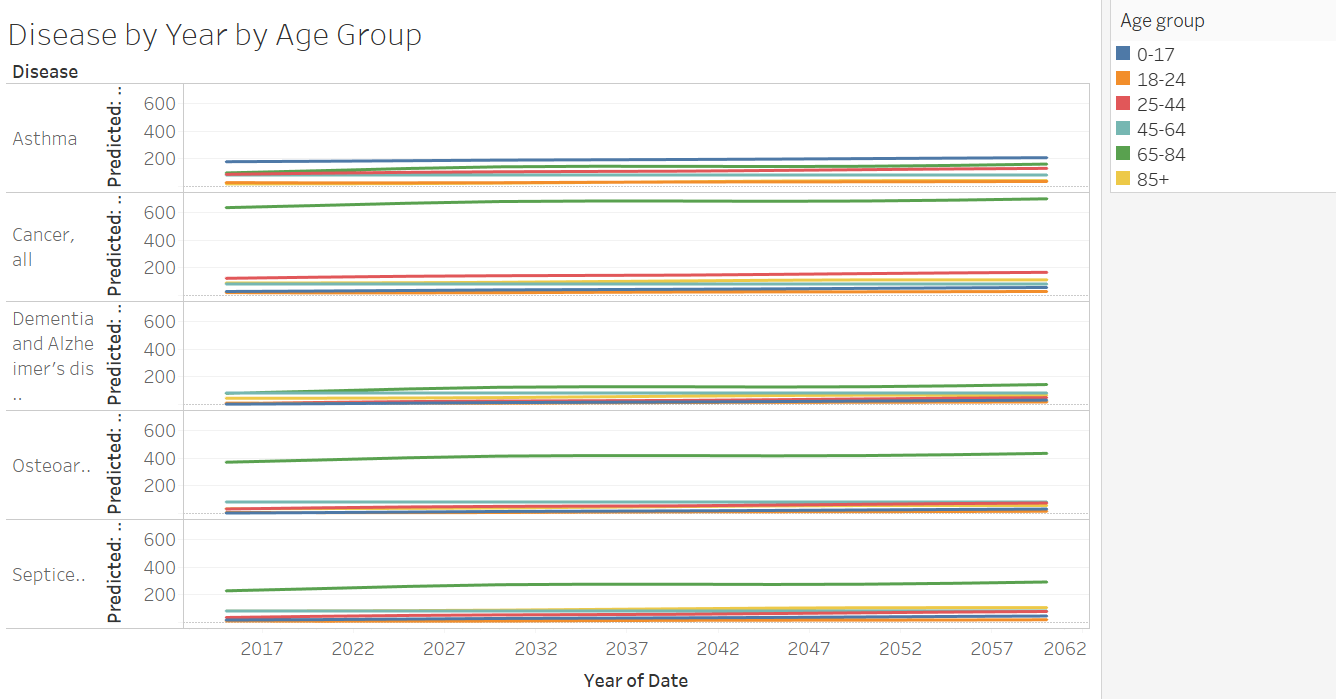 Disease by Year by Age Group
Disease
Asthma
Predicted: ..
600
400
200
Cancer,
all
Predicted: ..
600
400
200
Dementia
and Alzhe
imer’s dis
..
Predicted: ..
600
400
200
Osteoar..
Predicted: ..
600
400
200
Septice..
Predicted: ..
600
400
200
2017 2022 2027 2032 2037 2042 2047 2052 2057 2062
Year of Date
Age group
0-17
18-24
25-44
45-64
65-84
85+